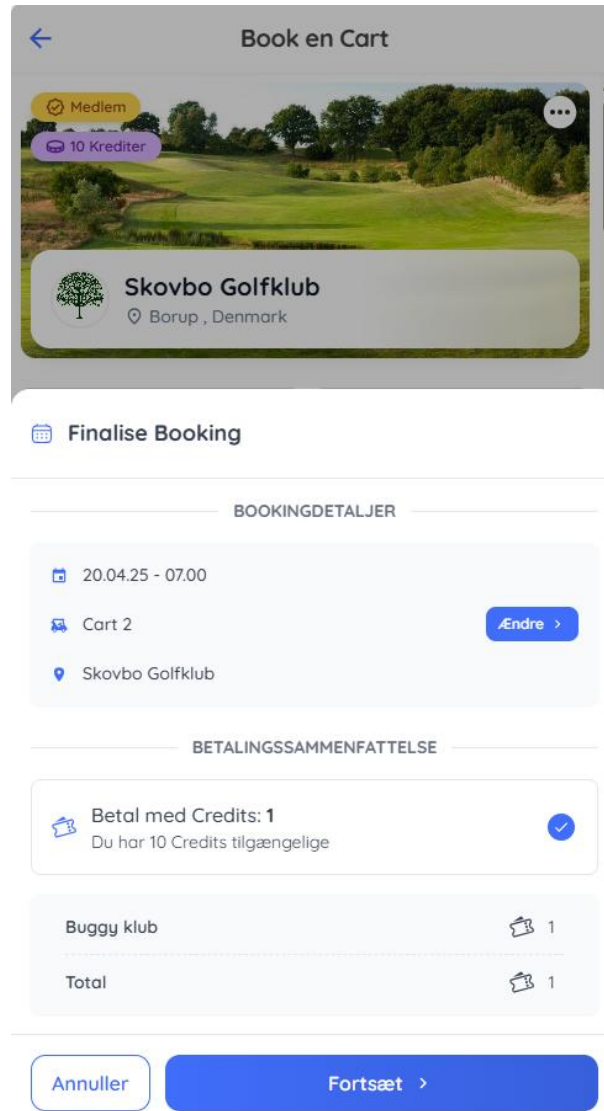 Book en Cart
Medlem
10 Krediter
Skovbo Golfklub
Borup , Denmark
Finalise Booking
BOOKINGDETALJER
20.04.25 - 07.00
Cart 2
Ændre >
Skovbo Golfklub
BETALINGSSAMMENFATTELSE
Betal med Credits: 1
Du har 10 Credits tilgængelige
Buggy klub 1
Total 1
Annuller
Fortsæt >